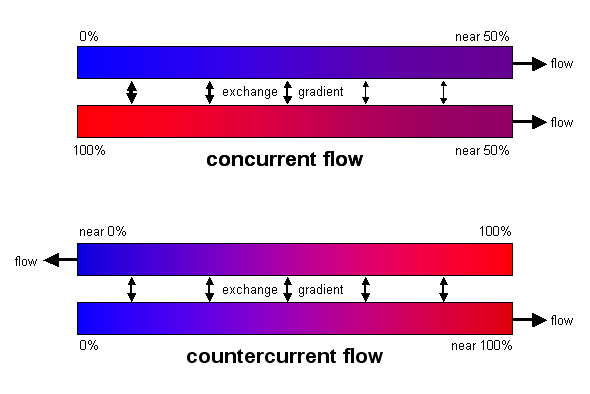 0% near 50%
flow
exchange gradient
flow
100% near 50%
concurrent flow
near 0% 100%
flow
exchange gradient
flow
0% near 100%
countercurrent flow